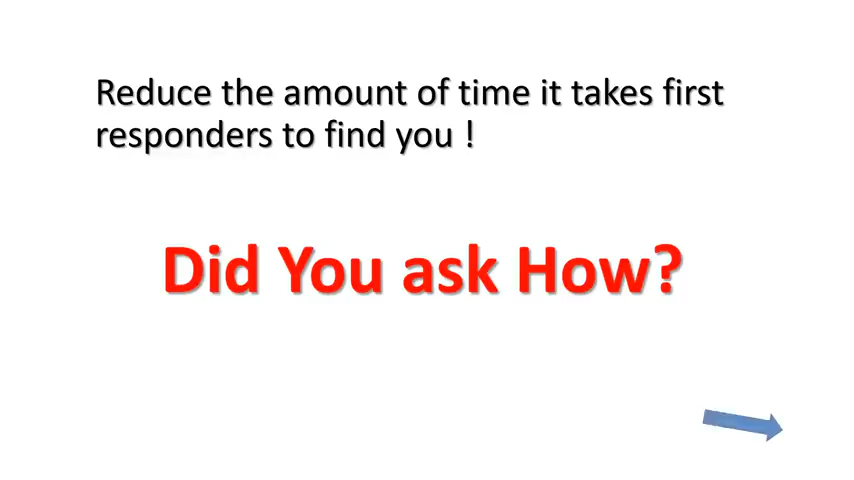 Reduce the amount of time it takes first
responders to find you !
Did You ask How?